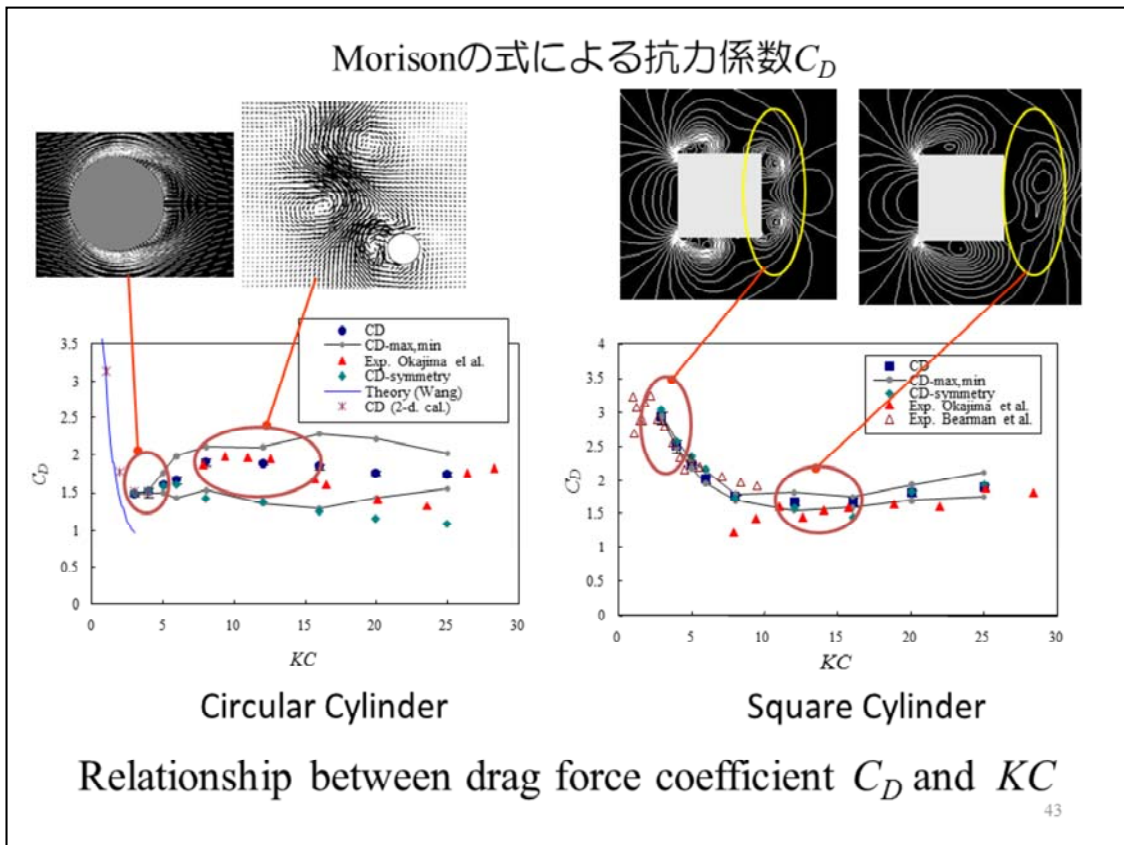 Morisonの式による抗力係数C_D
CD
CD-max,min
Exp. Okajima el al.
CD-symmetry
Theory (Wang)
CD (2-d. cal.)
3.5
3
2.5
2
1.5
1
0.5
0
C_D
0 5 10 15 20 25 30
KC
Circular Cylinder
CD
CD-max,min
CD-symmetry
Exp. Okajima et al.
Exp. Bearman et al.
4
3.5
3
2.5
2
1.5
1
0.5
0
C_D
0 5 10 15 20 25 30
KC
Square Cylinder
Relationship between drag force coefficient C_D and KC
43